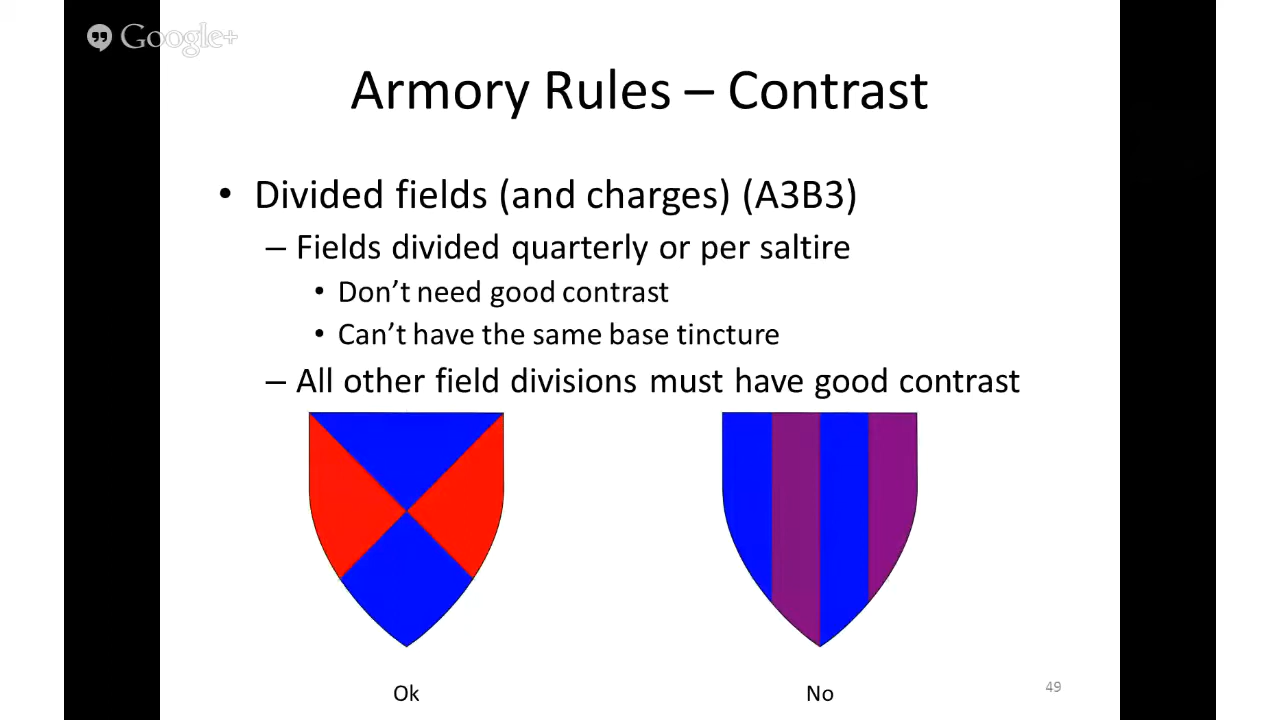 Google+
Armory Rules – Contrast
• Divided fields (and charges) (A3B3)
– Fields divided quarterly or per saltire
• Don’t need good contrast
• Can’t have the same base tincture
– All other field divisions must have good contrast
Ok
No
49